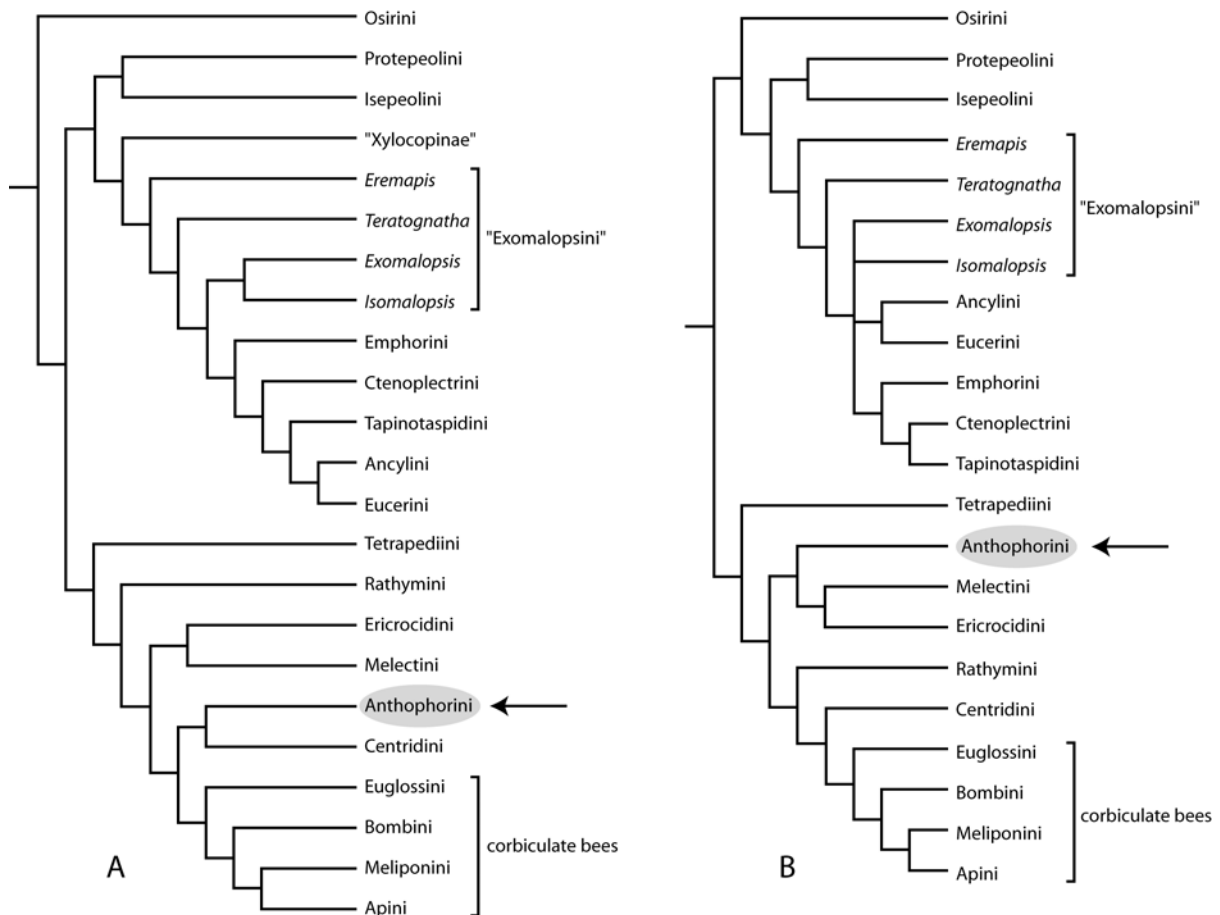 Osirini
Protepeolini
Isepeolini
"Xylocopinae"
Eremapis
Teratognatha
Exomalopsis
Isomalopsis
"Exomalopsini"
Emphorini
Ctenoplectrini
Tapinotaspidini
Ancylini
Eucerini
Tetrapediini
Rathymini
Ericrocidini
Melectini
Anthophorini
Centridini
Euglossini
Bombini
Meliponini
Apini
corbiculate bees
A
Osirini
Protepeolini
Isepeolini
Eremapis
Teratognatha
Exomalopsis
Isomalopsis
"Exomalopsini"
Ancylini
Eucerini
Emphorini
Ctenoplectrini
Tapinotaspidini
Tetrapediini
Anthophorini
Melectini
Ericrocidini
Rathymini
Centridini
Euglossini
Bombini
Meliponini
Apini
corbiculate bees
B